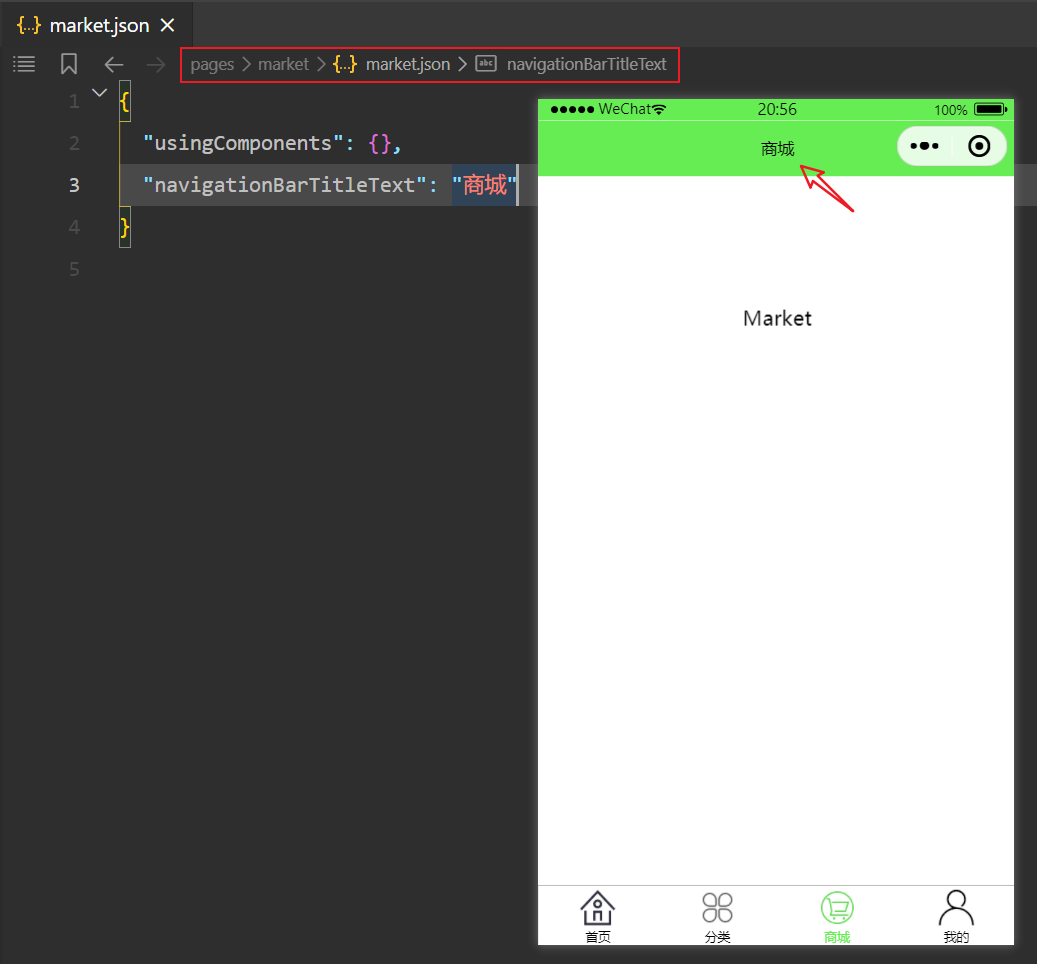 {..} market.json ×
pages > market > {..} market.json > abc navigationBarTitleText
1 {
2 "usingComponents": {},
3 "navigationBarTitleText": "商城"
4 }
5
WeChat 20:56 100%
商城
Market
首页 分类 商城 我的